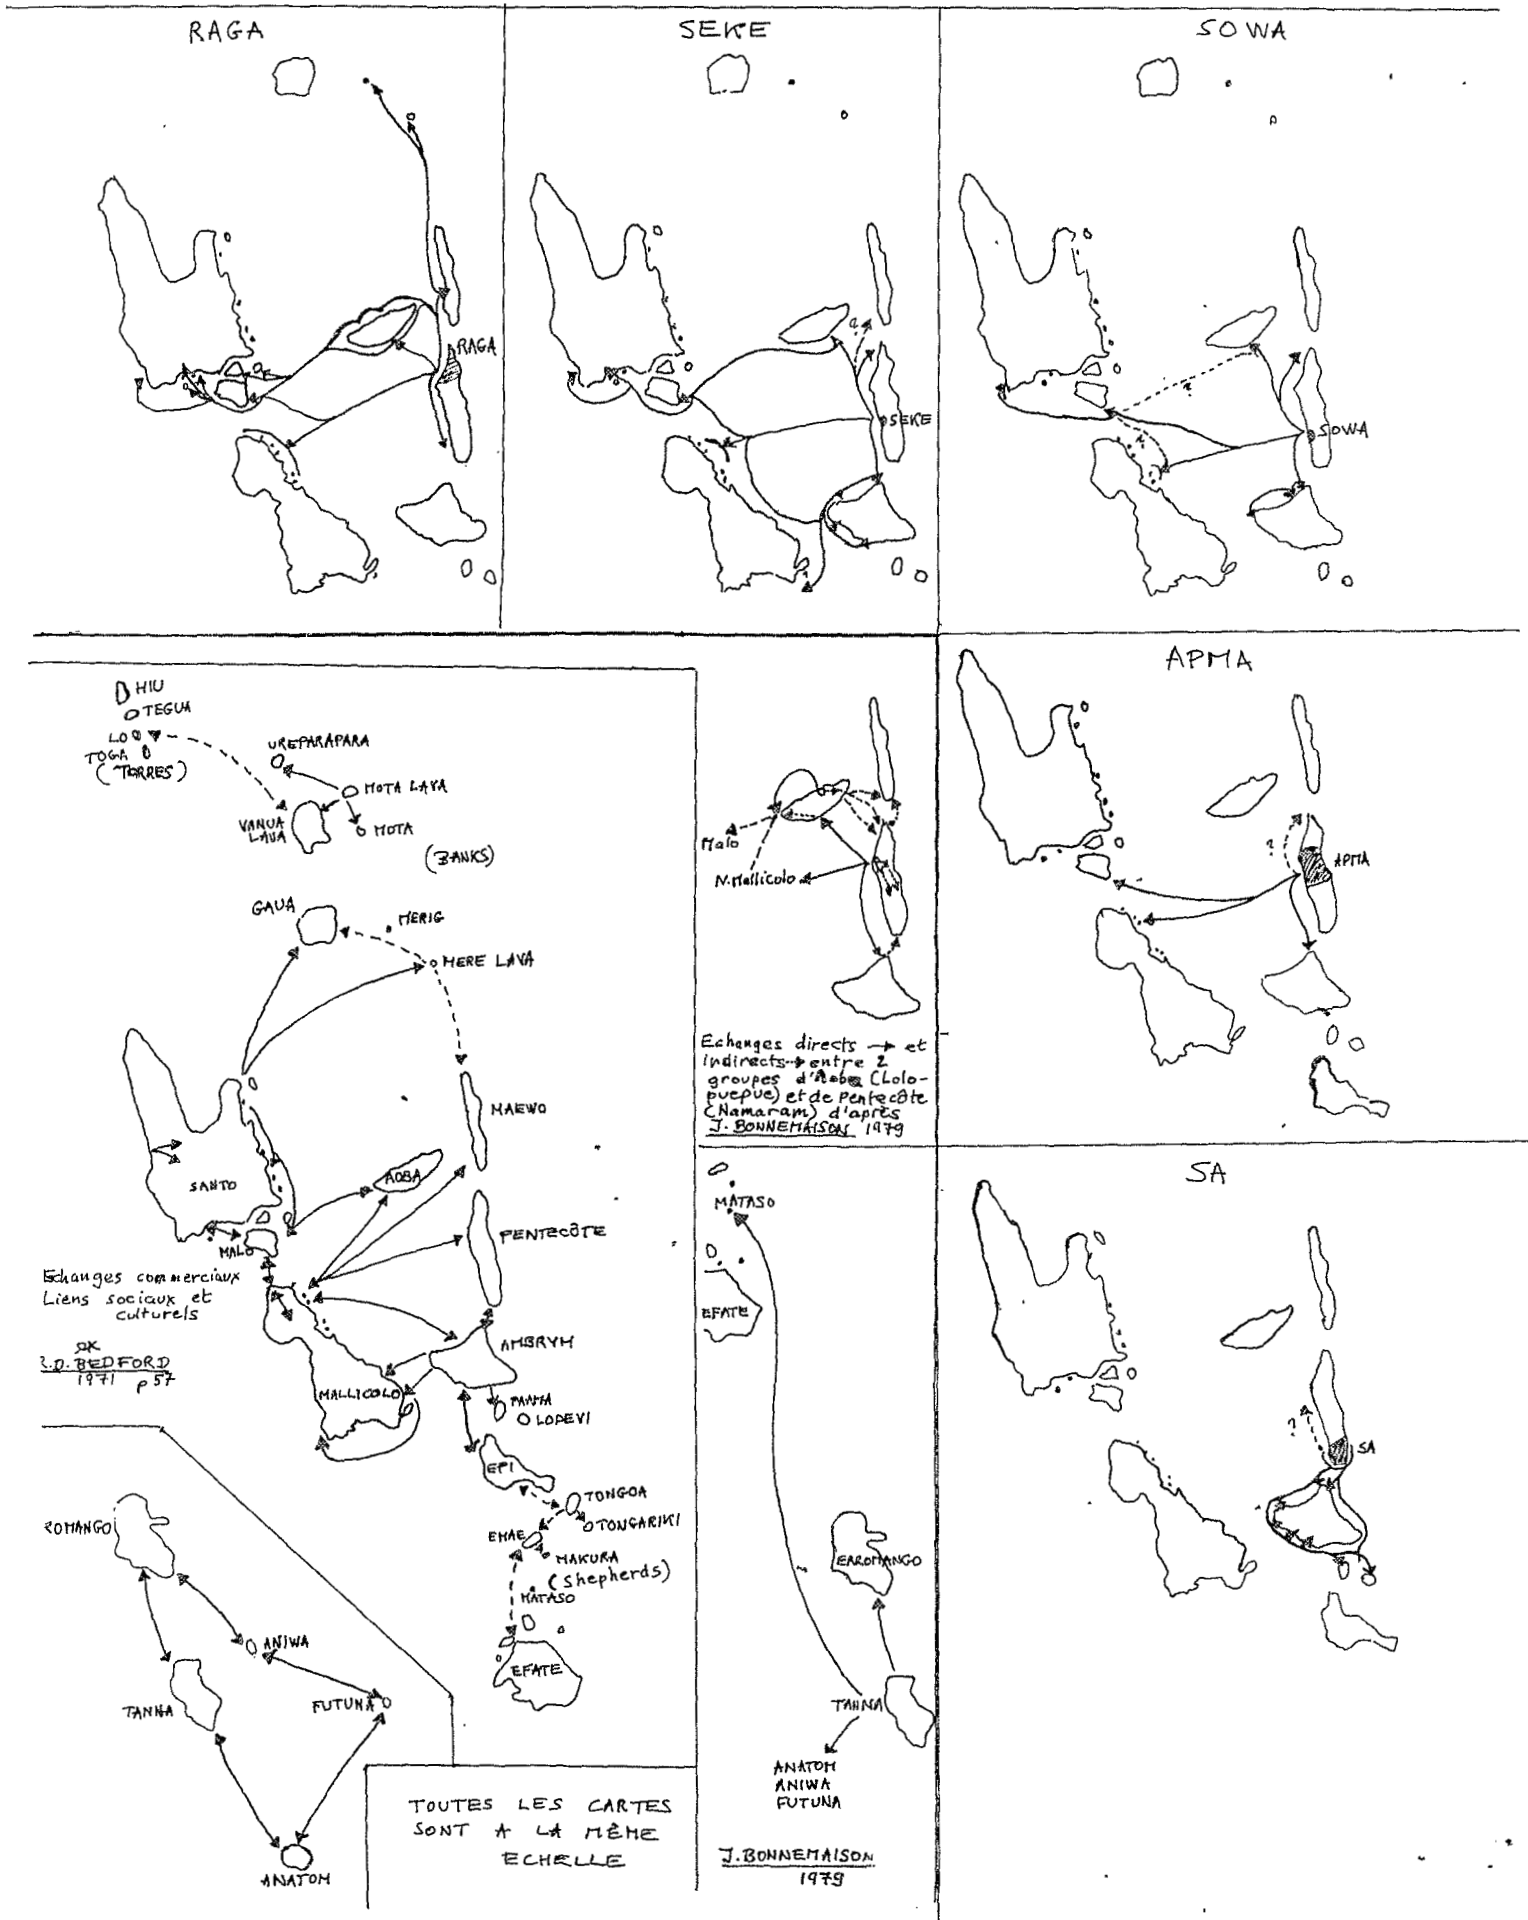 RAGA
SEKE
SOWA
RAGA
?
SEKE
?
?
SOWA
HIU
TEGUA
LO
TOGA
(TORRES)
UREPARAPARA
MOTA LAVA
VANUA
LAVA
MOTA
(BANKS)
GAUA
MERIG
MERE LAVA
MAEWO
SANTO
AOBA
PENTECÔTE
MALO
Echanges commerciaux
Liens sociaux et
culturels
R.D. BEDFORD
1971 p 57
AMBRYM
MALLICOLO
PAAMA
LOPEVI
EPI
TONGOA
TONGARIKI
EMAE
MAKURA
(Shepherds)
MATASO
EFATE
ROMANGO
ANIWA
TANNA
FUTUNA
ANATOM
TOUTES LES CARTES
SONT A LA MÊME
ECHELLE
Malo
N.Mallicolo
Echanges directs → et
indirects ⇢ entre 2
groupes d'Aoba (Lolo-
puepue) et de Pentecôte
(Namaram) d'après
J. BONNEMAISON 1979
MATASO
EFATE
ERROMANGO
TANNA
ANATOM
ANIWA
FUTUNA
J. BONNEMAISON
1979
APMA
?
APMA
SA
?
SA